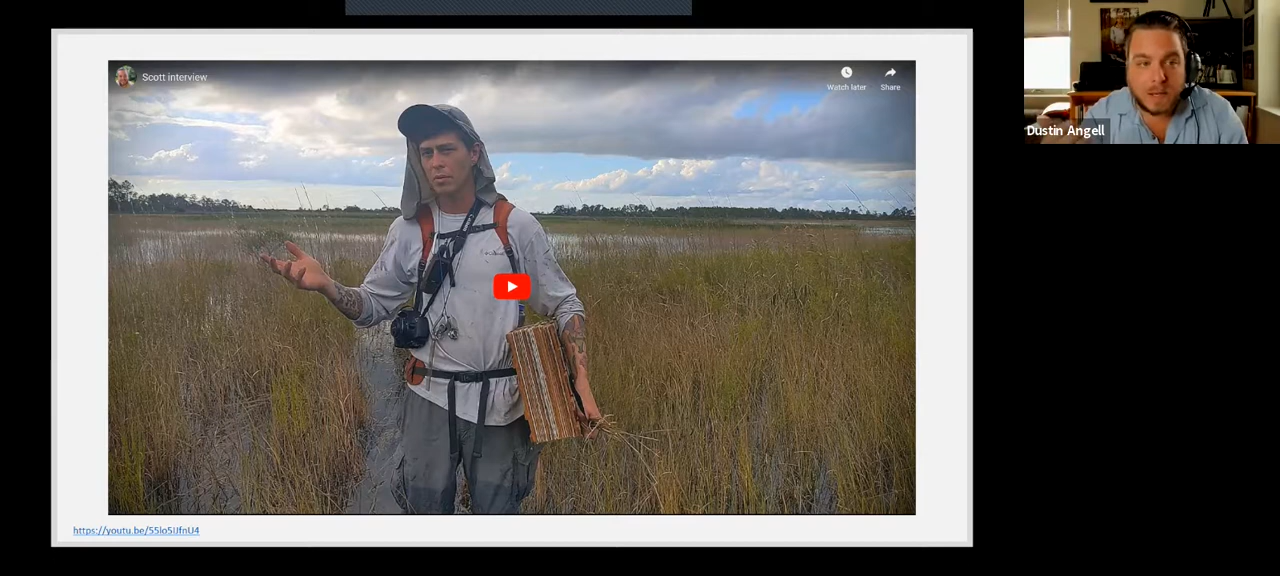 Scott interview
Watch later
Share
Dustin Angell
https://youtu.be/55lo5IJfnU4